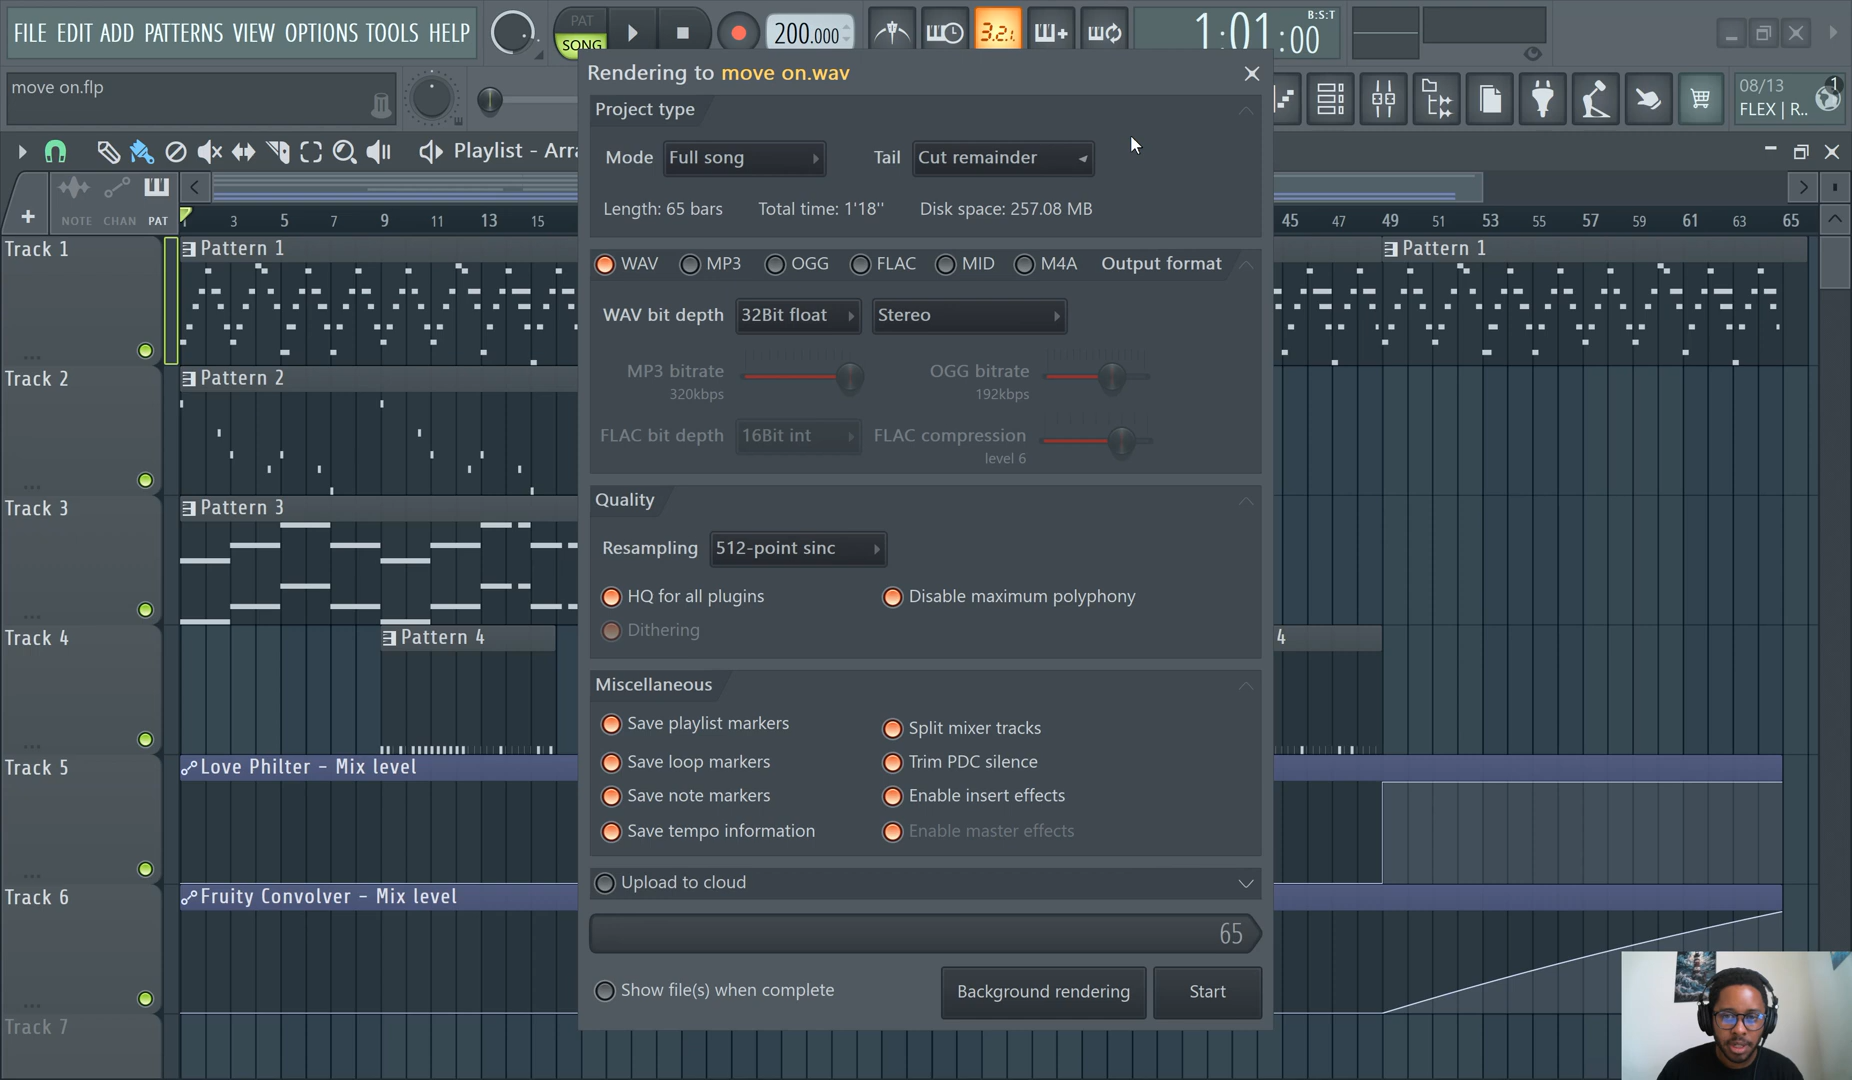 FILE EDIT ADD PATTERNS VIEW OPTIONS TOOLS HELP
PAT
SONG
200.000
3.2.
1:01:00
B:S:T
move on.flp
08/13
1
FLEX | R..
Playlist - Arra
NOTE CHAN PAT
1 3 5 7 9 11 13 15
45 47 49 51 53 55 57 59 61 63 65
Track 1
Pattern 1
Pattern 1
Track 2
Pattern 2
Track 3
Pattern 3
Track 4
Pattern 4
4
Track 5
Love Philter - Mix level
Track 6
Fruity Convolver - Mix level
Track 7
Rendering to move on.wav
Project type
Mode Full song Tail Cut remainder
Length: 65 bars Total time: 1'18'' Disk space: 257.08 MB
WAV MP3 OGG FLAC MID M4A Output format
WAV bit depth 32Bit float Stereo
MP3 bitrate OGG bitrate
320kbps 192kbps
FLAC bit depth 16Bit int FLAC compression
level 6
Quality
Resampling 512-point sinc
HQ for all plugins Disable maximum polyphony
Dithering
Miscellaneous
Save playlist markers Split mixer tracks
Save loop markers Trim PDC silence
Save note markers Enable insert effects
Save tempo information Enable master effects
Upload to cloud
65
Show file(s) when complete Background rendering Start